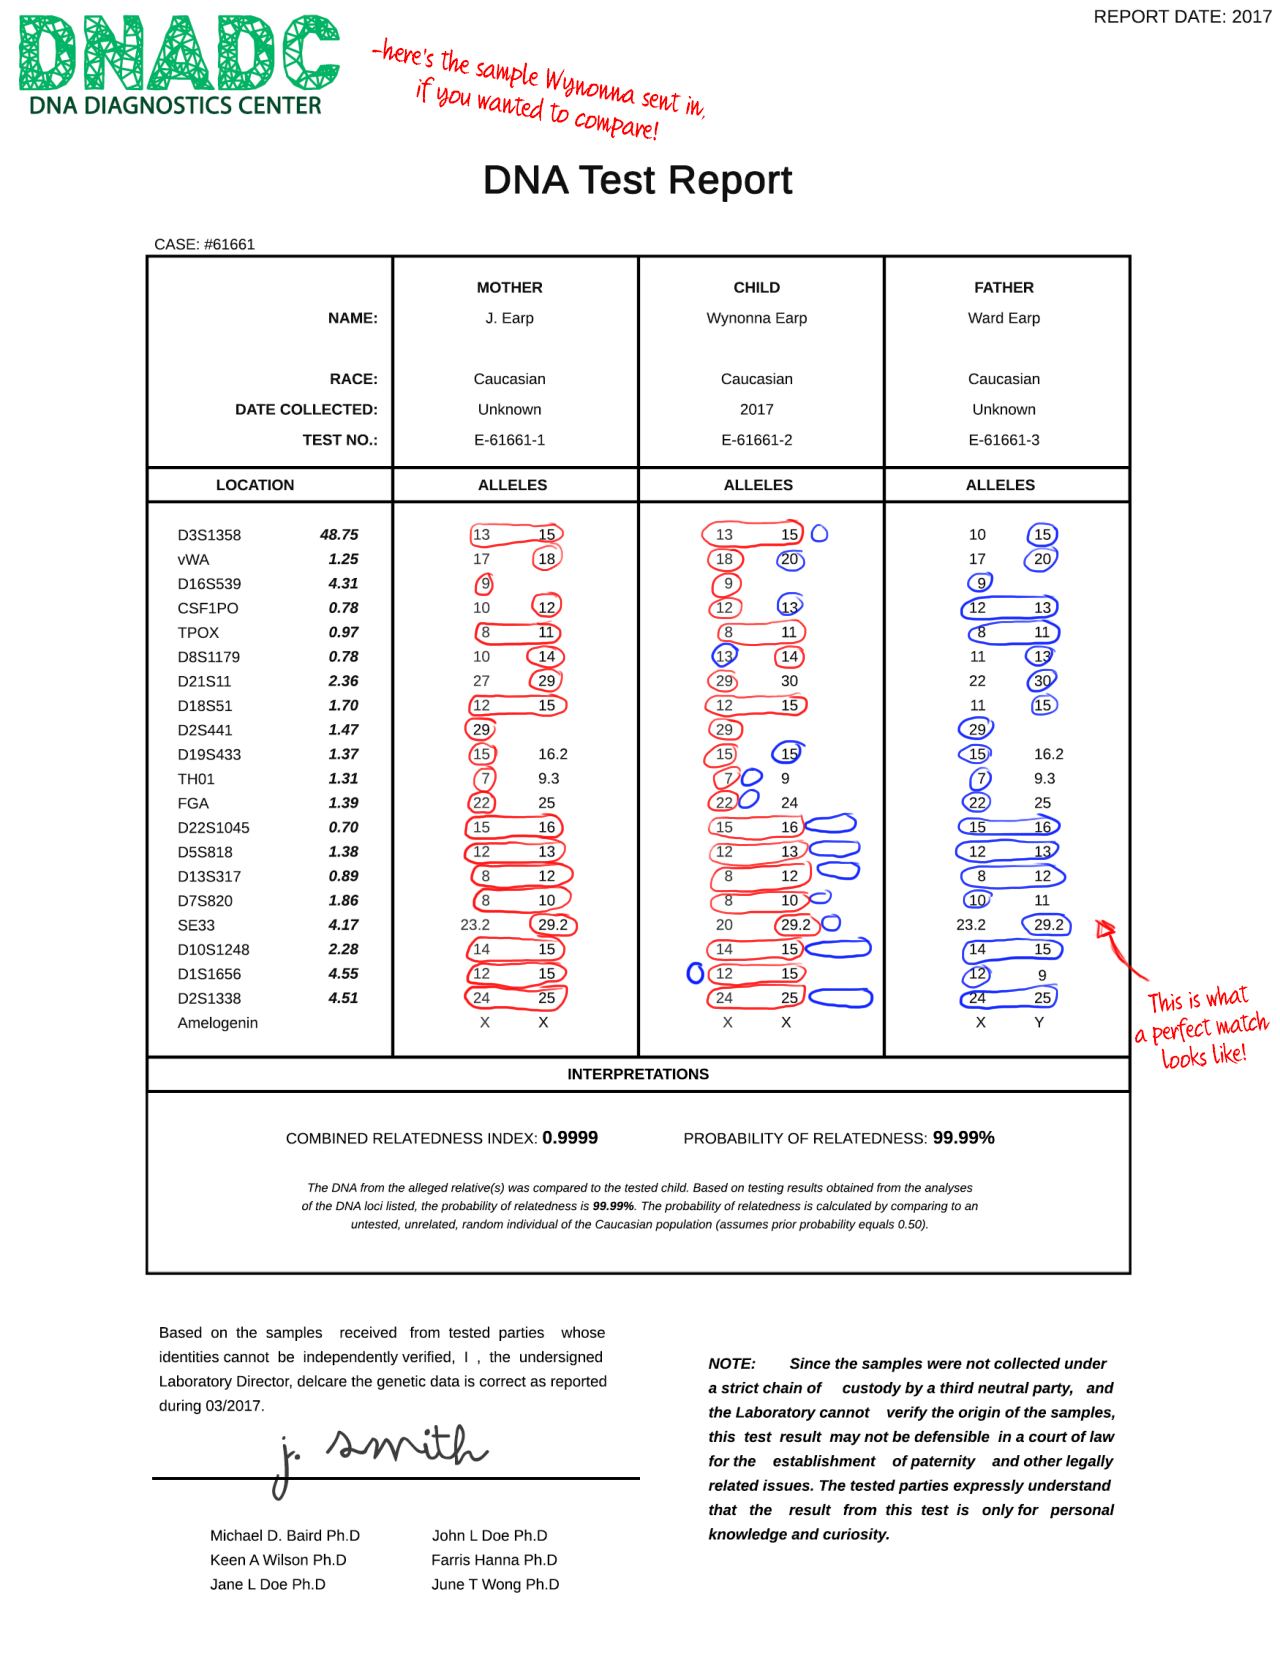 REPORT DATE: 2017
DNADC
DNA DIAGNOSTICS CENTER
-here's the sample Wynonna sent in,
if you wanted to compare!
DNA Test Report
CASE: #61661
MOTHER CHILD FATHER
NAME: J. Earp Wynonna Earp Ward Earp
RACE: Caucasian Caucasian Caucasian
DATE COLLECTED: Unknown 2017 Unknown
TEST NO.: E-61661-1 E-61661-2 E-61661-3
LOCATION ALLELES ALLELES ALLELES
D3S1358 48.75 13 15 13 15 10 15
vWA 1.25 17 18 18 20 17 20
D16S539 4.31 9 9 9
CSF1PO 0.78 10 12 12 13 12 13
TPOX 0.97 8 11 8 11 8 11
D8S1179 0.78 10 14 13 14 11 13
D21S11 2.36 27 29 29 30 22 30
D18S51 1.70 12 15 12 15 11 15
D2S441 1.47 29 29 29
D19S433 1.37 15 16.2 15 15 15 16.2
TH01 1.31 7 9.3 7 9 7 9.3
FGA 1.39 22 25 22 24 22 25
D22S1045 0.70 15 16 15 16 15 16
D5S818 1.38 12 13 12 13 12 13
D13S317 0.89 8 12 8 12 8 12
D7S820 1.86 8 10 8 10 10 11
SE33 4.17 23.2 29.2 20 29.2 23.2 29.2
D10S1248 2.28 14 15 14 15 14 15
D1S1656 4.55 12 15 12 15 12 9
D2S1338 4.51 24 25 24 25 24 25
Amelogenin X X X X X Y
This is what
a perfect match
looks like!
INTERPRETATIONS
COMBINED RELATEDNESS INDEX: 0.9999 PROBABILITY OF RELATEDNESS: 99.99%
The DNA from the alleged relative(s) was compared to the tested child. Based on testing results obtained from the analyses
of the DNA loci listed, the probability of relatedness is 99.99%. The probability of relatedness is calculated by comparing to an
untested, unrelated, random individual of the Caucasian population (assumes prior probability equals 0.50).
Based on the samples received from tested parties whose
identities cannot be independently verified, I , the undersigned
Laboratory Director, delcare the genetic data is correct as reported
during 03/2017.
j. smith
Michael D. Baird Ph.D John L Doe Ph.D
Keen A Wilson Ph.D Farris Hanna Ph.D
Jane L Doe Ph.D June T Wong Ph.D
NOTE: Since the samples were not collected under
a strict chain of custody by a third neutral party, and
the Laboratory cannot verify the origin of the samples,
this test result may not be defensible in a court of law
for the establishment of paternity and other legally
related issues. The tested parties expressly understand
that the result from this test is only for personal
knowledge and curiosity.